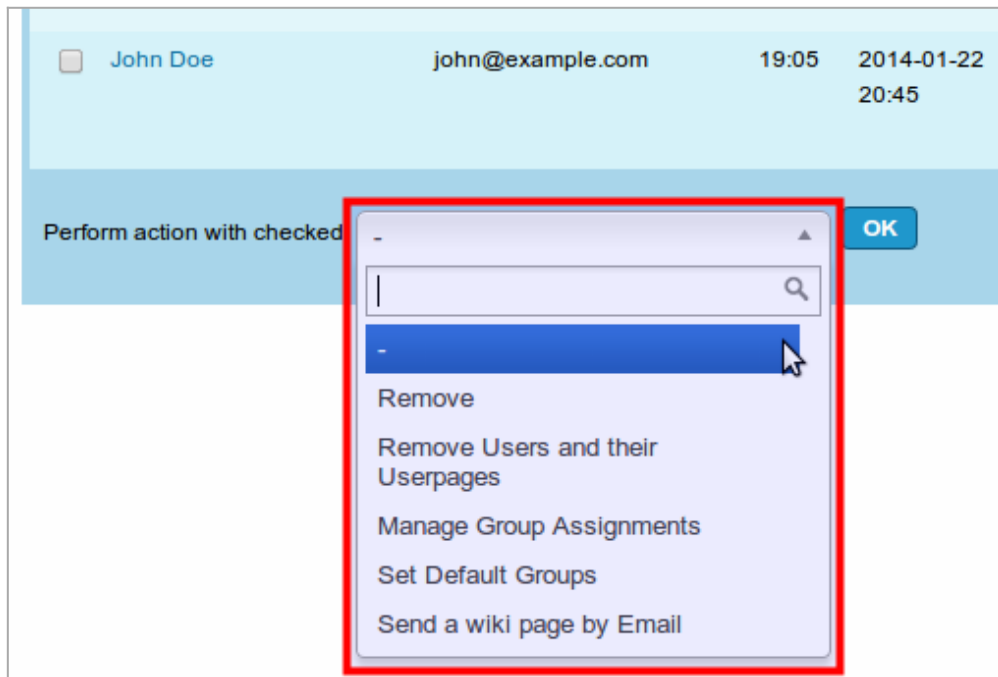 John Doe john@example.com 19:05 2014-01-22
20:45
Perform action with checked - OK
-
Remove
Remove Users and their
Userpages
Manage Group Assignments
Set Default Groups
Send a wiki page by Email